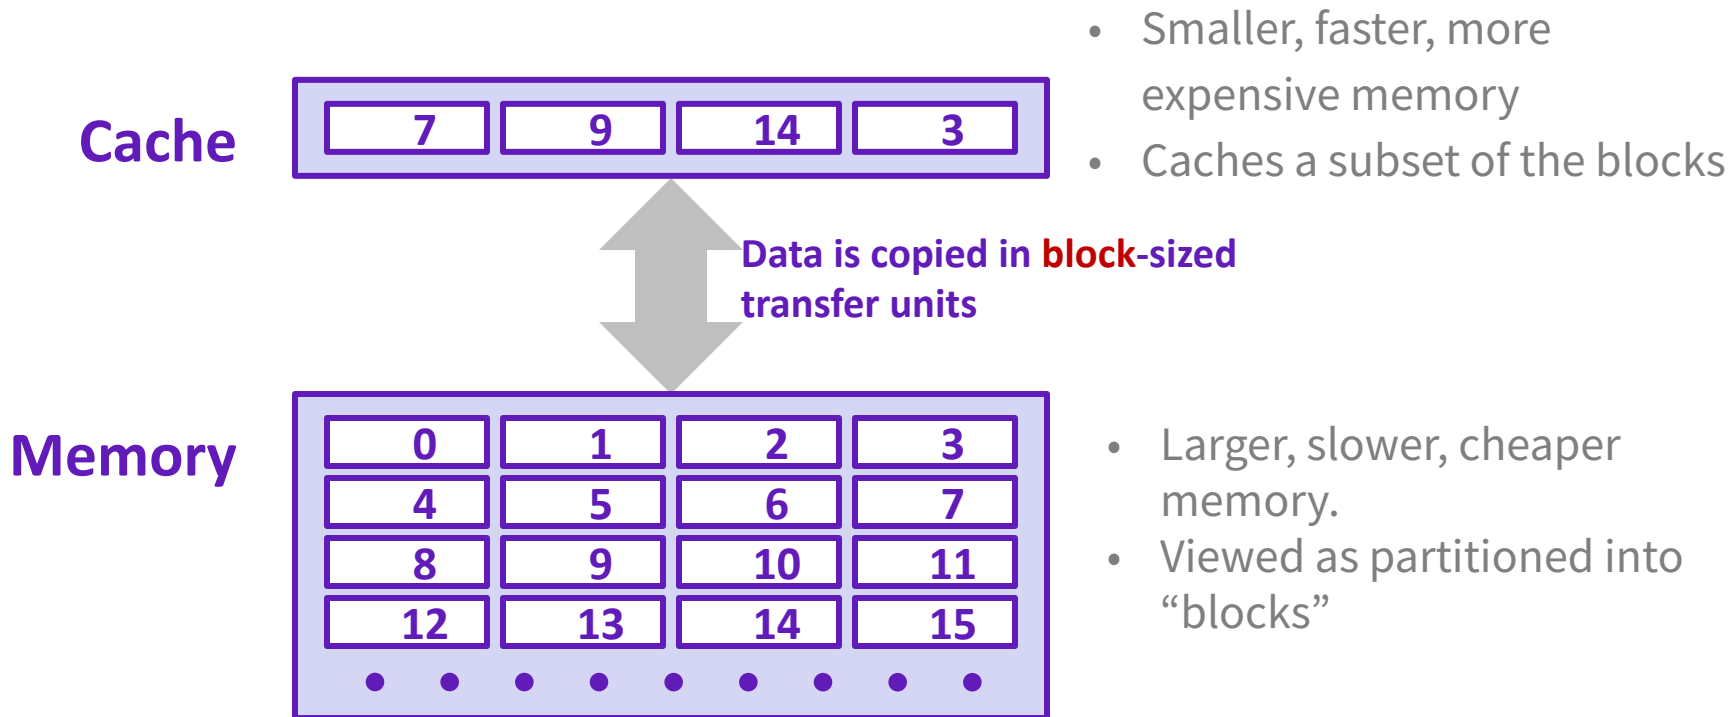 • Smaller, faster, more
expensive memory
• Caches a subset of the blocks
Cache
7 9 14 3
Data is copied in block-sized
transfer units
Memory
0 1 2 3
4 5 6 7
8 9 10 11
12 13 14 15
• Larger, slower, cheaper
memory.
• Viewed as partitioned into
“blocks”